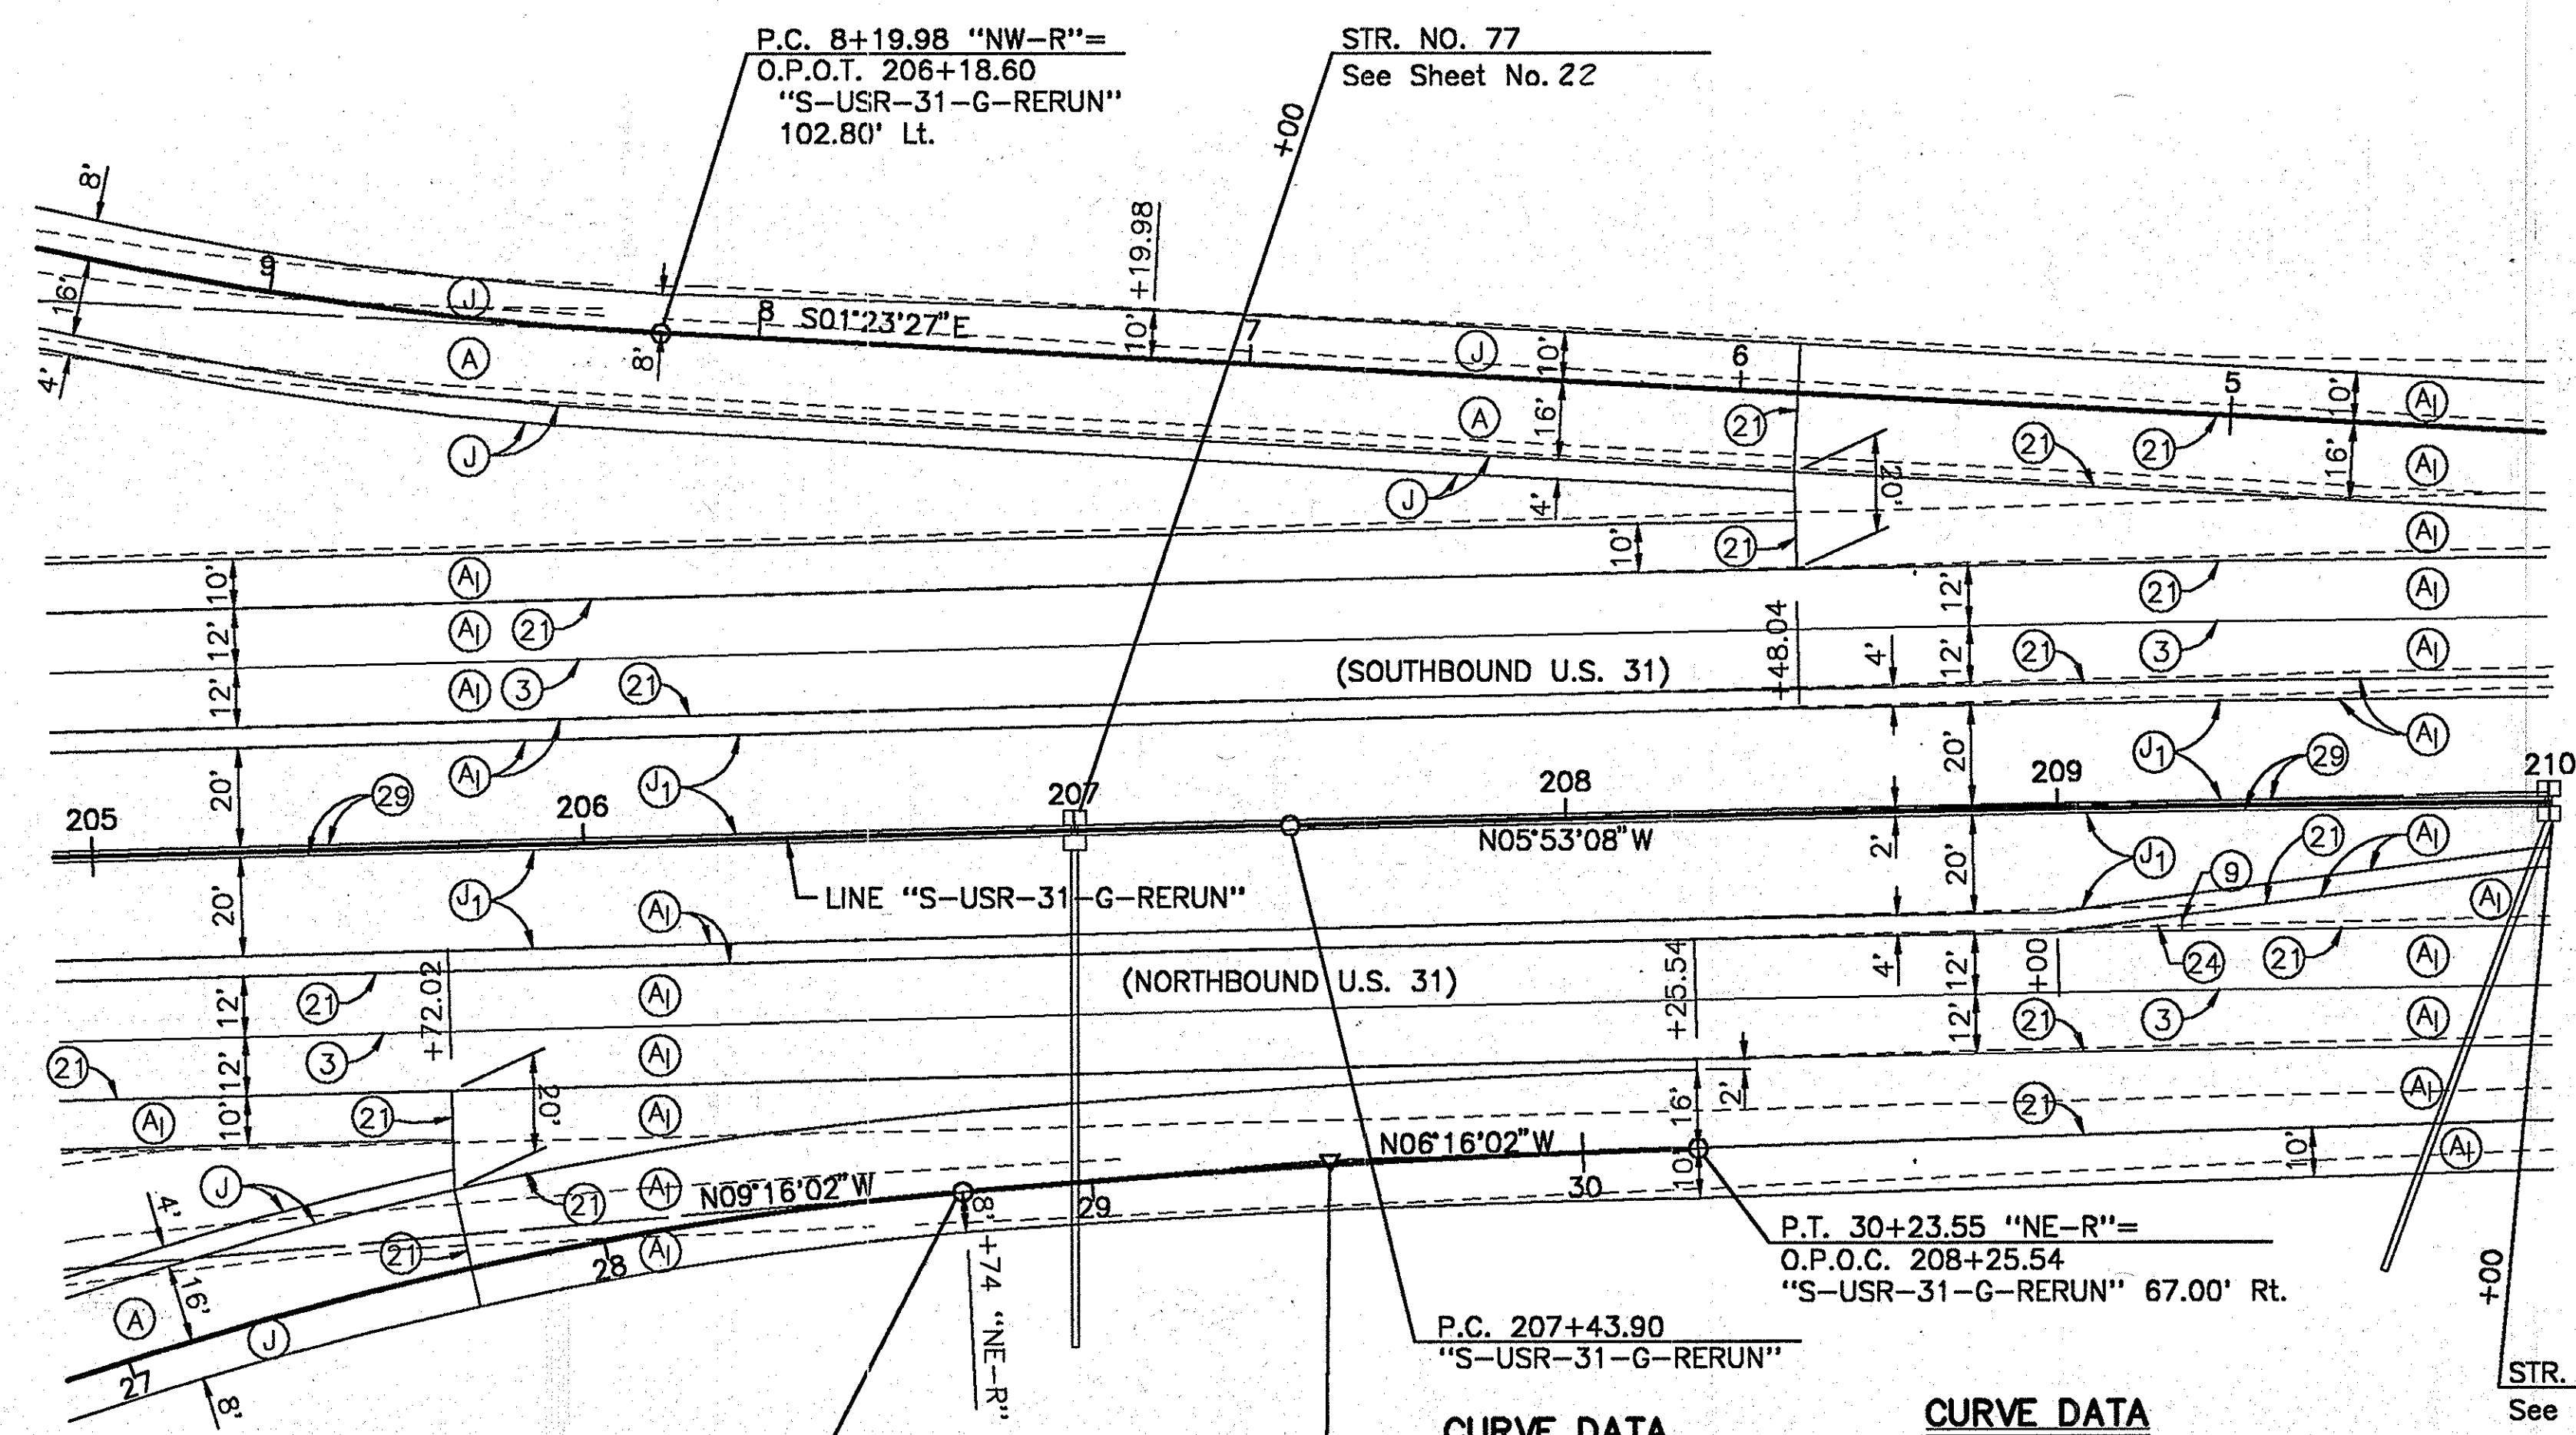 P.C. 8+19.98 “NW–R”=
O.P.O.T. 206+18.60
“S–USR–31–G–RERUN”
102.80' Lt.
STR. NO. 77
See Sheet No. 22
+00
8'
+19.98
9
16'
J
8
S01°23'27"E
10'
7
J
10'
6
5
10'
A1
4'
A
8'
A
16'
21
21
21
16'
A1
J
J
4'
20'
10'
21
A1
10'
A1
12'
21
A1
12'
A1
21
+48.04
12'
A1
3
21
(SOUTHBOUND U.S. 31)
4'
12'
21
3
A1
12'
20'
A1
J1
20'
J1
29
A1
29
205
206
207
208
209
210
N05°53'08"W
2'
20'
J1
21
A1
20'
J1
LINE “S–USR–31–G–RERUN”
A1
9
A1
+72.02
(NORTHBOUND U.S. 31)
+25.54
4'
12'
+00
24
21
A1
12'
21
A1
12'
21
3
A1
21
12'
3
A1
20'
2'
A1
10'
A1
21
A1
16'
21
N06°16'02"W
10'
10'
A1
4'
J
21
A1
N09°16'02"W
8'
29
30
21
28
A1
+74 “NE–R”
P.T. 30+23.55 “NE–R”=
O.P.O.C. 208+25.54
“S–USR–31–G–RERUN” 67.00' Rt.
+00
A
16'
J
27
8'
P.C. 207+43.90
“S–USR–31–G–RERUN”
STR.
See
CURVE DATA
CURVE DATA